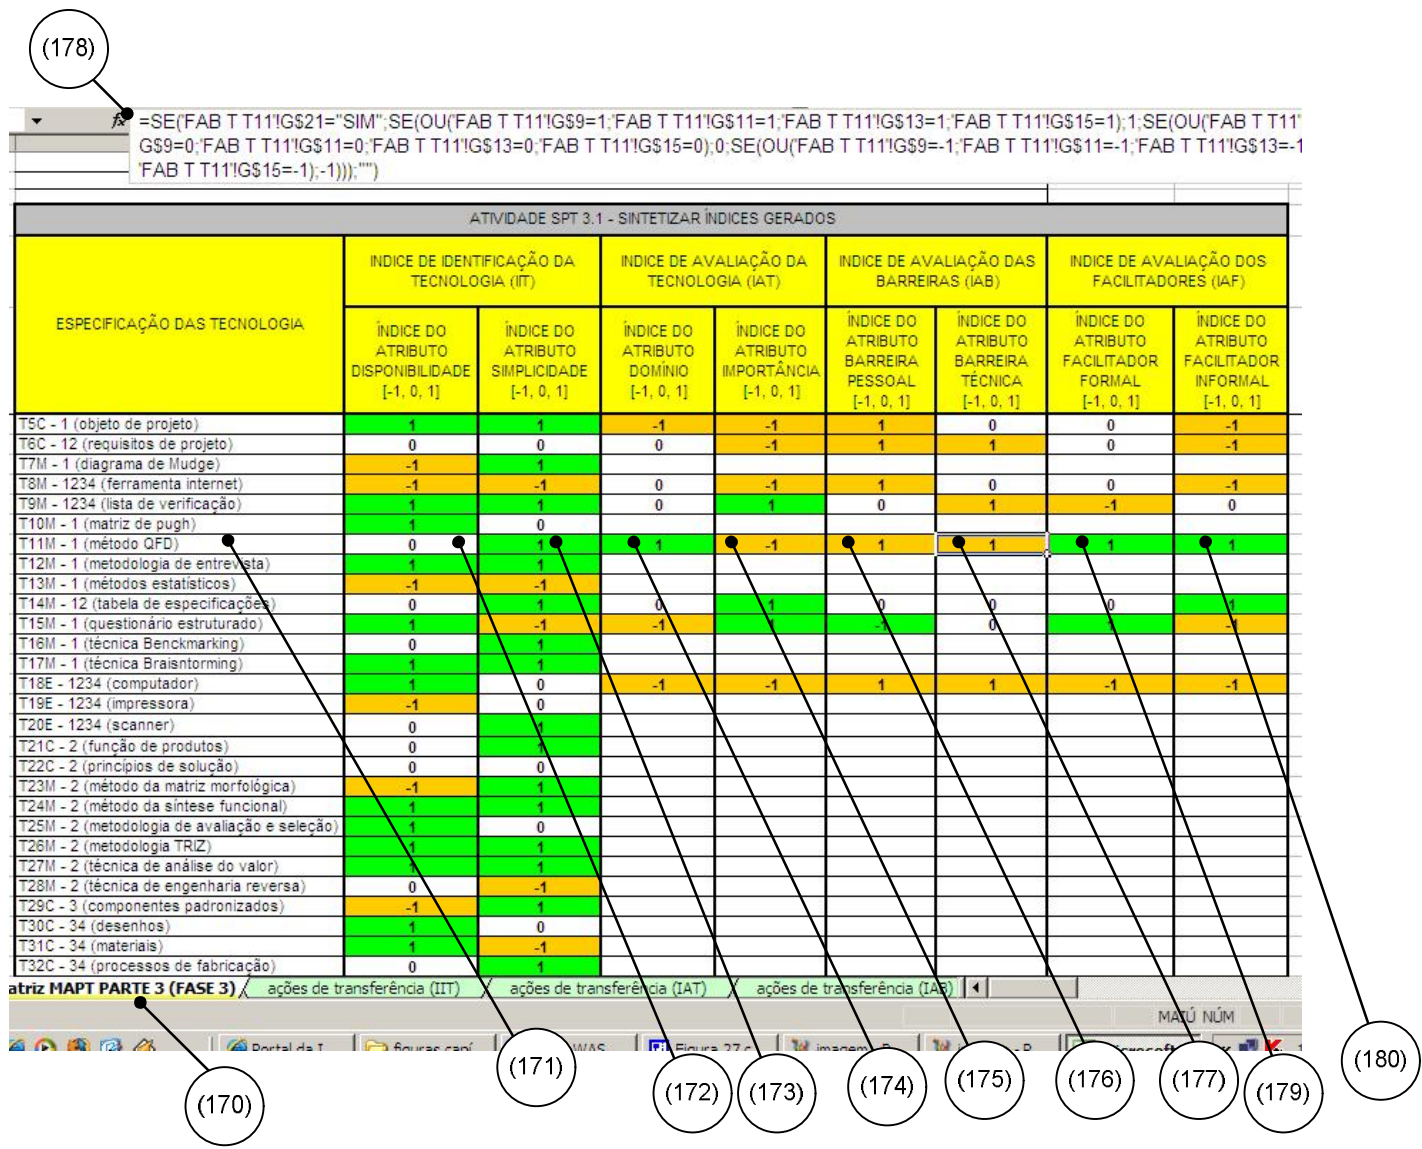 (178)
fx =SE('FAB T T11'!G$21="SIM";SE(OU('FAB T T11'!G$9=1;'FAB T T11'!G$11=1;'FAB T T11'!G$13=1;'FAB T T11'!G$15=1);1;SE(OU('FAB T T11'!
G$9=0;'FAB T T11'!G$11=0;'FAB T T11'!G$13=0;'FAB T T11'!G$15=0);0;SE(OU('FAB T T11'!G$9=-1;'FAB T T11'!G$11=-1;'FAB T T11'!G$13=-1
'FAB T T11'!G$15=-1);-1)));"")
ATIVIDADE SPT 3.1 - SINTETIZAR ÍNDICES GERADOS
ESPECIFICAÇÃO DAS TECNOLOGIA
INDICE DE IDENTIFICAÇÃO DA
TECNOLOGIA (IIT)
INDICE DE AVALIAÇÃO DA
TECNOLOGIA (IAT)
INDICE DE AVALIAÇÃO DAS
BARREIRAS (IAB)
INDICE DE AVALIAÇÃO DOS
FACILITADORES (IAF)
ÍNDICE DO
ATRIBUTO
DISPONIBILIDADE
[-1, 0, 1]
ÍNDICE DO
ATRIBUTO
SIMPLICIDADE
[-1, 0, 1]
ÍNDICE DO
ATRIBUTO
DOMÍNIO
[-1, 0, 1]
ÍNDICE DO
ATRIBUTO
IMPORTÂNCIA
[-1, 0, 1]
ÍNDICE DO
ATRIBUTO
BARREIRA
PESSOAL
[-1, 0, 1]
ÍNDICE DO
ATRIBUTO
BARREIRA
TÉCNICA
[-1, 0, 1]
ÍNDICE DO
ATRIBUTO
FACILITADOR
FORMAL
[-1, 0, 1]
ÍNDICE DO
ATRIBUTO
FACILITADOR
INFORMAL
[-1, 0, 1]
T5C - 1 (objeto de projeto) 1 1 -1 -1 1 0 0 -1
T6C - 12 (requisitos de projeto) 0 0 0 -1 1 1 0 -1
T7M - 1 (diagrama de Mudge) -1 1
T8M - 1234 (ferramenta internet) -1 -1 0 -1 1 0 0 -1
T9M - 1234 (lista de verificação) 1 1 0 1 0 1 -1 0
T10M - 1 (matriz de pugh) 1 0
T11M - 1 (método QFD) 0 1 1 -1 1 1 1 1
T12M - 1 (metodologia de entrevista) 1 1
T13M - 1 (métodos estatísticos) -1 -1
T14M - 12 (tabela de especificações) 0 1 0 1 0 0 0 1
T15M - 1 (questionário estruturado) 1 -1 -1 1 -1 0 1 -1
T16M - 1 (técnica Benckmarking) 0 1
T17M - 1 (técnica Braisntorming) 1 1
T18E - 1234 (computador) 1 0 -1 -1 1 1 -1 -1
T19E - 1234 (impressora) -1 0
T20E - 1234 (scanner) 0 1
T21C - 2 (função de produtos) 0 1
T22C - 2 (princípios de solução) 0 0
T23M - 2 (método da matriz morfológica) -1 1
T24M - 2 (método da síntese funcional) 1 1
T25M - 2 (metodologia de avaliação e seleção) 1 0
T26M - 2 (metodologia TRIZ) 1 1
T27M - 2 (técnica de análise do valor) 1 1
T28M - 2 (técnica de engenharia reversa) 0 -1
T29C - 3 (componentes padronizados) -1 1
T30C - 34 (desenhos) 1 0
T31C - 34 (materiais) 1 -1
T32C - 34 (processos de fabricação) 0 1
atriz MAPT PARTE 3 (FASE 3) ações de transferência (IIT) ações de transferência (IAT) ações de transferência (IAB)
NÚM
(170)
(171)
(172)
(173)
(174)
(175)
(176)
(177)
(179)
(180)